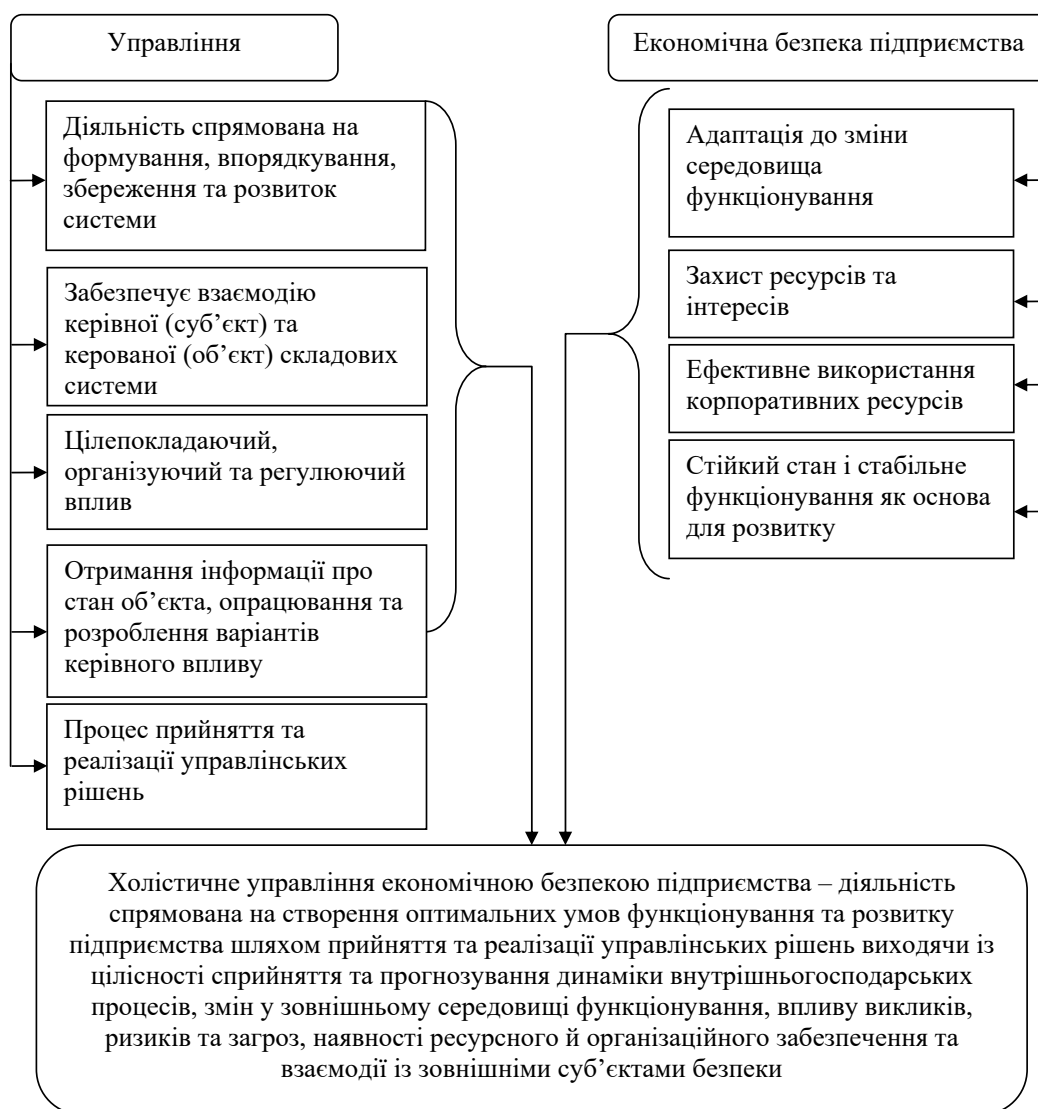 Управління
Діяльність спрямована на
формування, впорядкування,
збереження та розвиток
системи
Забезпечує взаємодію
керівної (суб’єкт) та
керованої (об’єкт) складових
системи
Цілепокладаючий,
організуючий та регулюючий
вплив
Отримання інформації про
стан об’єкта, опрацювання та
розроблення варіантів
керівного впливу
Процес прийняття та
реалізації управлінських
рішень
Економічна безпека підприємства
Адаптація до зміни
середовища
функціонування
Захист ресурсів та
інтересів
Ефективне використання
корпоративних ресурсів
Стійкий стан і стабільне
функціонування як основа
для розвитку
Холістичне управління економічною безпекою підприємства – діяльність
спрямована на створення оптимальних умов функціонування та розвитку
підприємства шляхом прийняття та реалізації управлінських рішень виходячи із
цілісності сприйняття та прогнозування динаміки внутрішньогосподарських
процесів, змін у зовнішньому середовищі функціонування, впливу викликів,
ризиків та загроз, наявності ресурсного й організаційного забезпечення та
взаємодії із зовнішніми суб’єктами безпеки